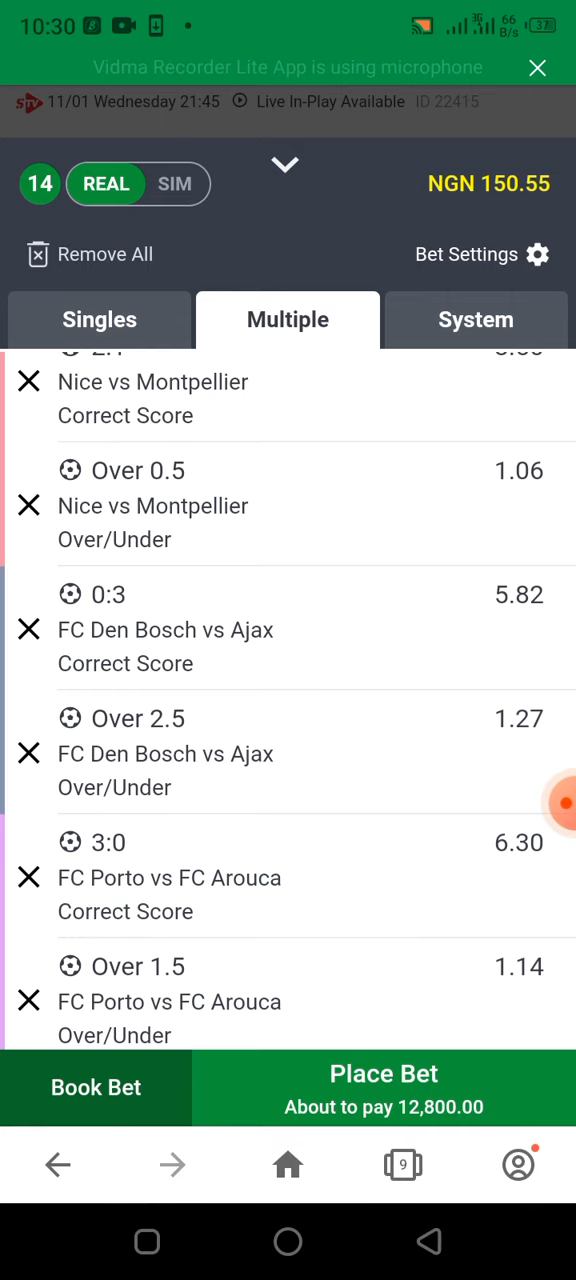 10:30
3G
66
B/s
37
Vidma Recorder Lite App is using microphone
STV 11/01 Wednesday 21:45 Live In-Play Available ID 22415
14 REAL SIM NGN 150.55
Remove All Bet Settings
Singles Multiple System
Nice vs Montpellier
Correct Score
Over 0.5 1.06
Nice vs Montpellier
Over/Under
0:3 5.82
FC Den Bosch vs Ajax
Correct Score
Over 2.5 1.27
FC Den Bosch vs Ajax
Over/Under
3:0 6.30
FC Porto vs FC Arouca
Correct Score
Over 1.5 1.14
FC Porto vs FC Arouca
Over/Under
Book Bet
Place Bet
About to pay 12,800.00
9